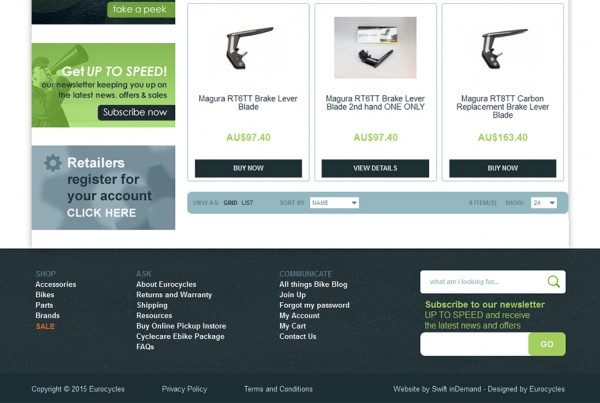 take a peek
Get UP TO SPEED!
our newsletter keeping you up on
the latest news, offers & sales
Subscribe now
Retailers
register for
your account
CLICK HERE
Magura RT6TT Brake Lever
Blade
AU$97.40
BUY NOW
Magura RT6TT Brake Lever
Blade 2nd hand ONE ONLY
AU$97.40
VIEW DETAILS
Magura RT8TT Carbon
Replacement Brake Lever
Blade
AU$163.40
BUY NOW
VIEW AS: GRID LIST SORT BY: NAME 9 ITEM(S) SHOW: 24
SHOP
Accessories
Bikes
Parts
Brands
SALE
ASK
About Eurocycles
Returns and Warranty
Shipping
Resources
Buy Online Pickup Instore
Cyclecare Ebike Package
FAQs
COMMUNICATE
All things Bike Blog
Join Up
Forgot my password
My Account
My Cart
Contact Us
what am i looking for...
Subscribe to our newsletter
UP TO SPEED and receive
the latest news and offers
GO
Copyright © 2015 Eurocycles Privacy Policy Terms and Conditions Website by Swift inDemand - Designed by Eurocycles